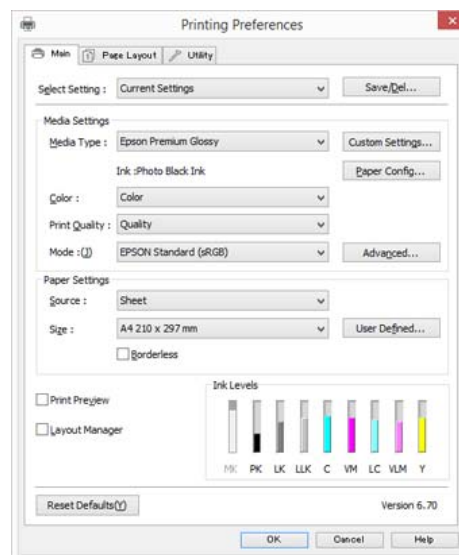 Printing Preferences
Main Page Layout Utility
Select Setting : Current Settings Save/Del...
Media Settings
Media Type : Epson Premium Glossy Custom Settings...
Ink :Photo Black Ink Paper Config...
Color : Color
Print Quality : Quality
Mode :(J) EPSON Standard (sRGB) Advanced...
Paper Settings
Source : Sheet
Size : A4 210 x 297 mm User Defined...
Borderless
Print Preview
Layout Manager
Ink Levels
MK PK LK LLK C VM LC VLM Y
Reset Defaults(Y) Version 6.70
OK Cancel Help